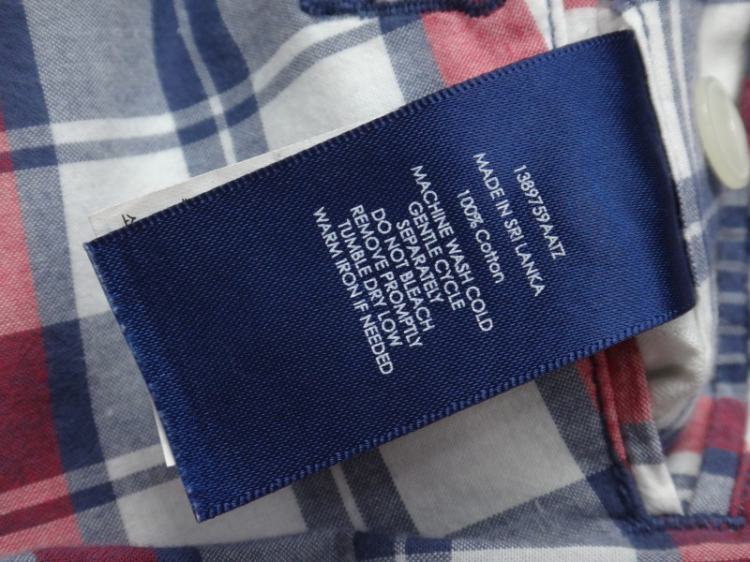 1389759AATZ
MADE IN SRI LANKA
100% Cotton
MACHINE WASH COLD
GENTLE CYCLE
SEPARATELY
DO NOT BLEACH
REMOVE PROMPTLY
TUMBLE DRY LOW
WARM IRON IF NEEDED